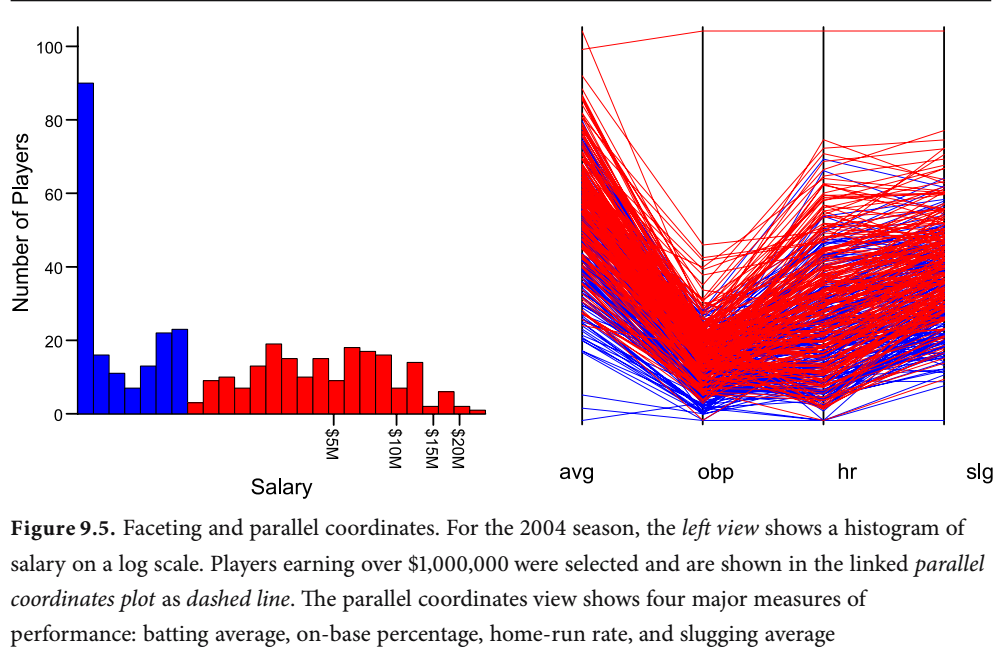 100
80
60
40
20
0
Number of Players
$5M
$10M
$15M
$20M
Salary
avg
obp
hr
slg
Figure 9.5. Faceting and parallel coordinates. For the 2004 season, the left view shows a histogram of
salary on a log scale. Players earning over $1,000,000 were selected and are shown in the linked parallel
coordinates plot as dashed line. The parallel coordinates view shows four major measures of
performance: batting average, on-base percentage, home-run rate, and slugging average